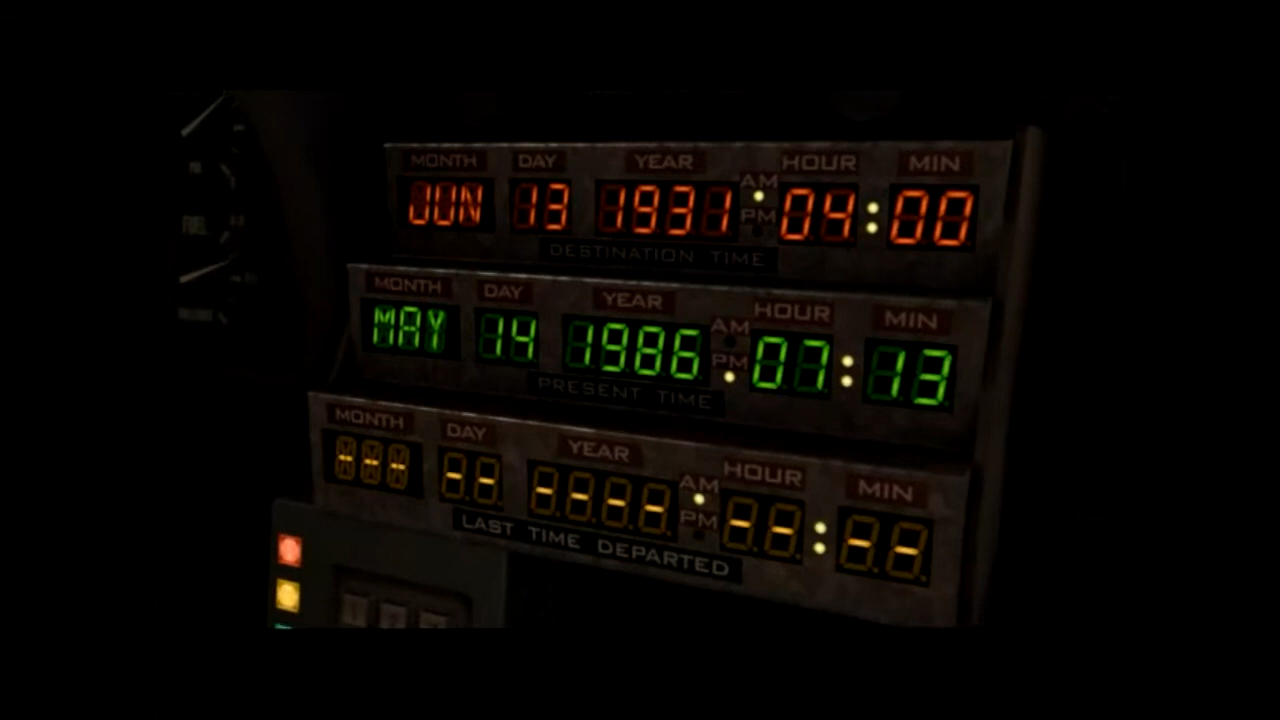 MONTH DAY YEAR AM PM HOUR MIN
JUN 13 1931 04:00
DESTINATION TIME
MONTH DAY YEAR AM PM HOUR MIN
MAY 14 1986 07:13
PRESENT TIME
MONTH DAY YEAR AM PM HOUR MIN
--- -- ---- --:--
LAST TIME DEPARTED
FUEL